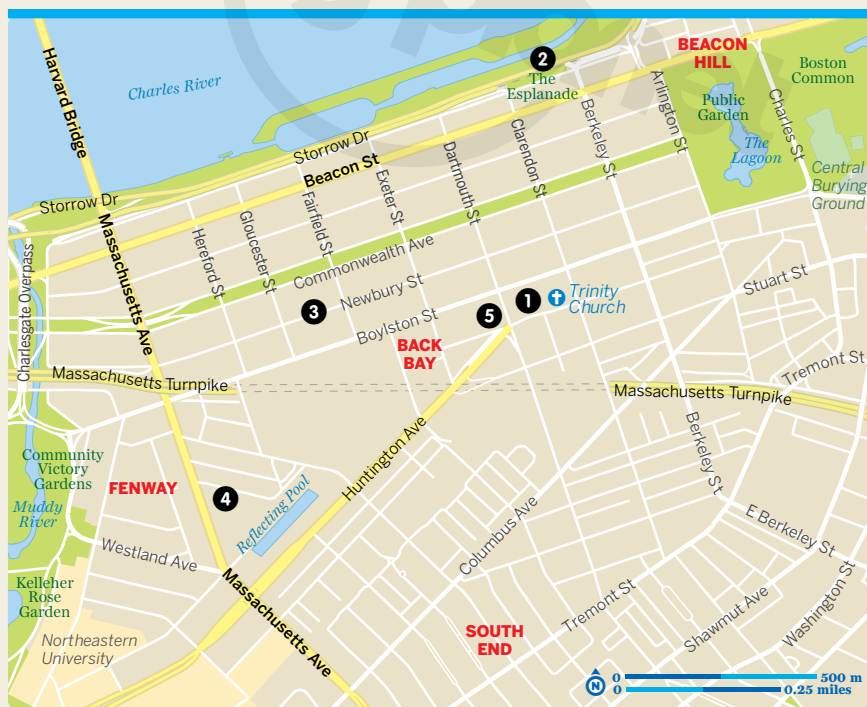 BEACON
HILL
Boston
Common
2
The
Esplanade
Charles River
Harvard Bridge
Public
Garden
The
Lagoon
Arlington St
Charles St
Central
Burying
Ground
Berkeley St
Clarendon St
Dartmouth St
Storrow Dr
Beacon St
Exeter St
Fairfield St
Gloucester St
Hereford St
Storrow Dr
Massachusetts Ave
Charlesgate Overpass
Commonwealth Ave
Newbury St
Boylston St
3
5
1
Trinity
Church
Stuart St
BACK
BAY
Tremont St
Massachusetts Turnpike
Massachusetts Turnpike
Berkeley St
Huntington Ave
Community
Victory
Gardens
FENWAY
4
Muddy
River
Reflecting Pool
Columbus Ave
E Berkeley St
Westland Ave
Kelleher
Rose
Garden
Massachusetts Ave
Tremont St
Shawmut Ave
Washington St
Northeastern
University
SOUTH
END
N
0 500 m
0 0.25 miles